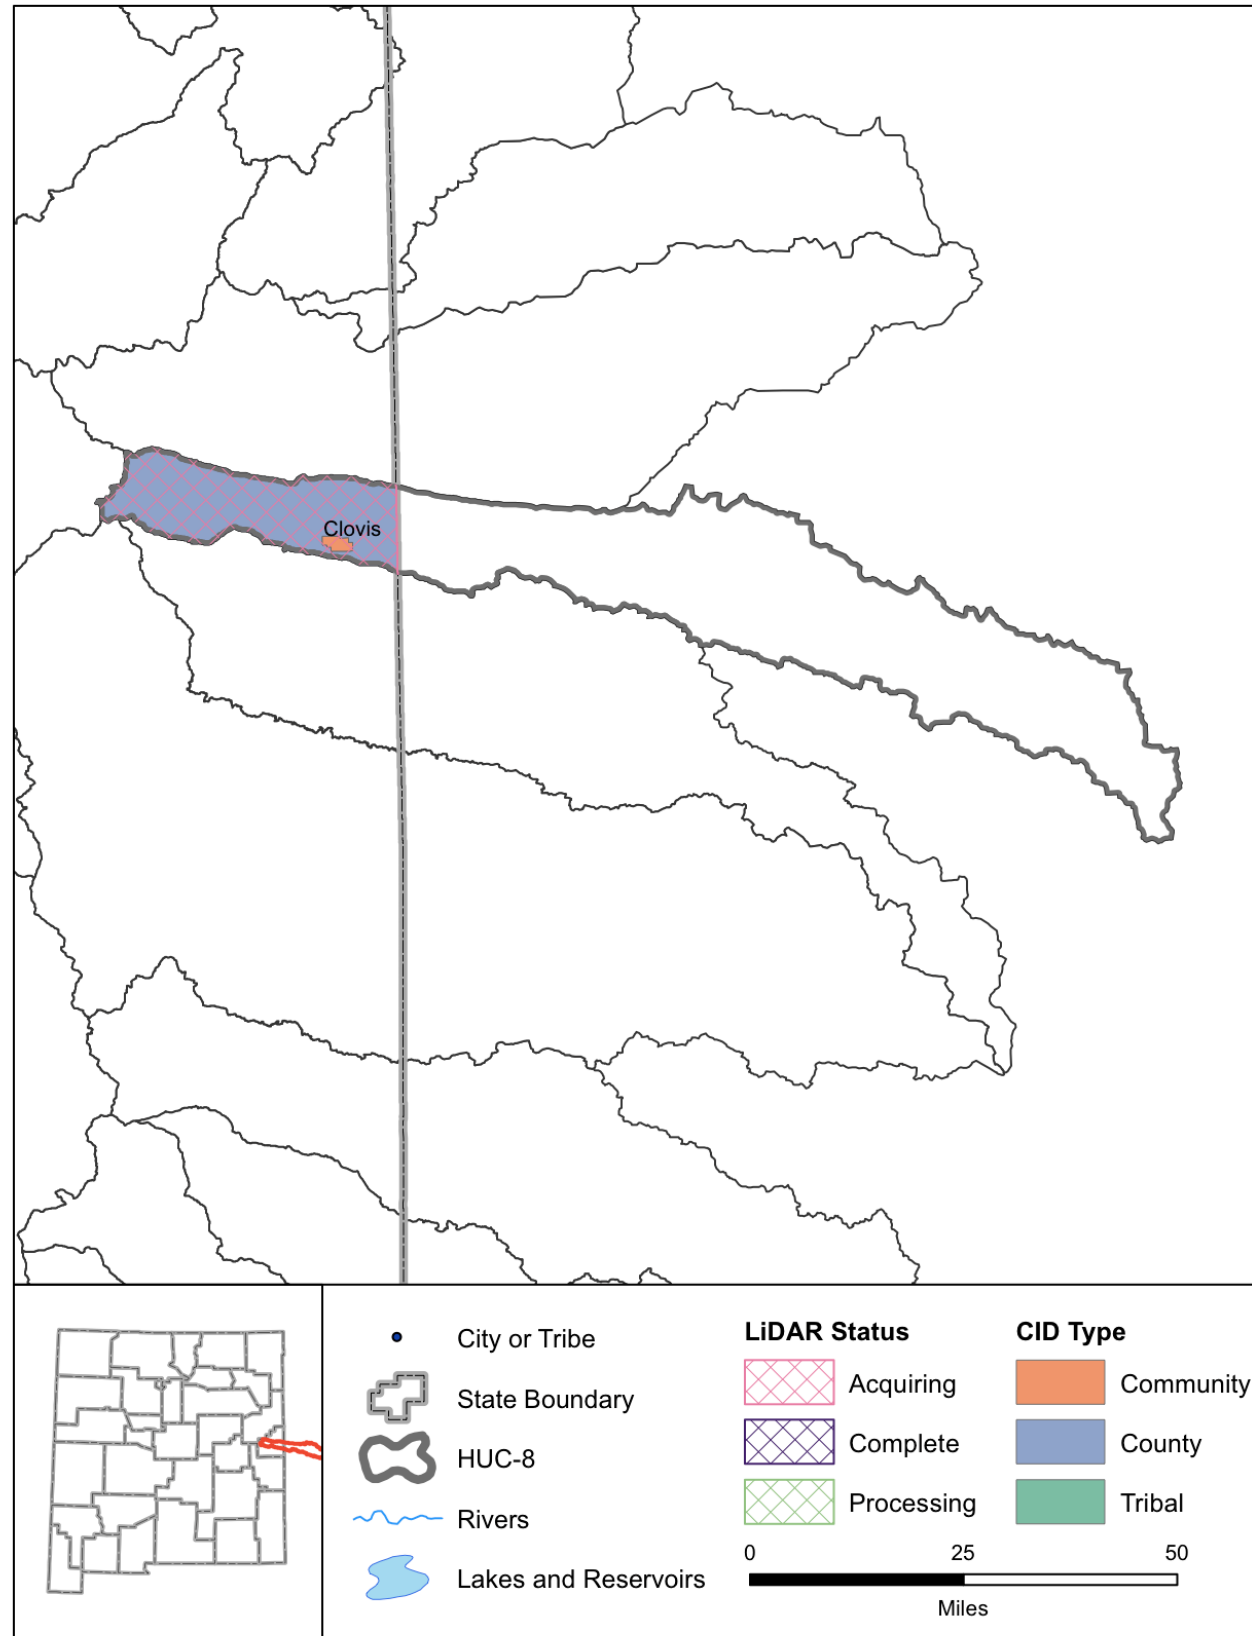 Clovis
City or Tribe
State Boundary
HUC-8
Rivers
Lakes and Reservoirs
LiDAR Status
Acquiring
Complete
Processing
CID Type
Community
County
Tribal
0 25 50
Miles